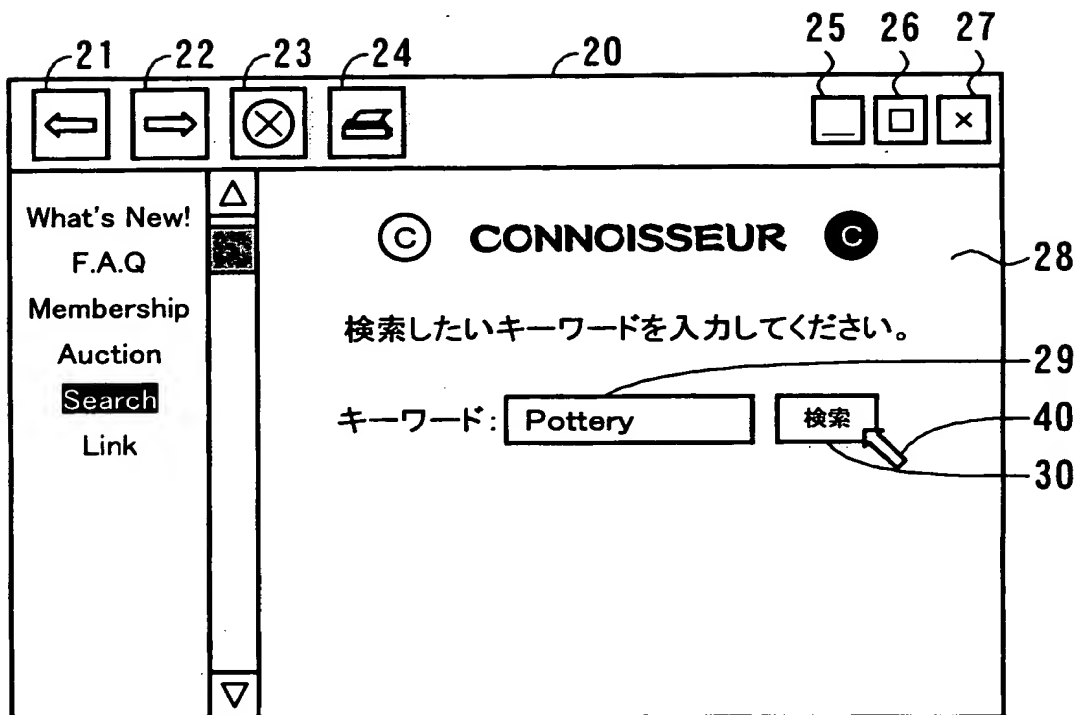 21 22 23 24 20 25 26 27
What's New!
F.A.Q
Membership
Auction
Search
Link
Ⓒ CONNOISSEUR C
28
検索したいキーワードを入力してください。
29
キーワード: Pottery 検索
40
30